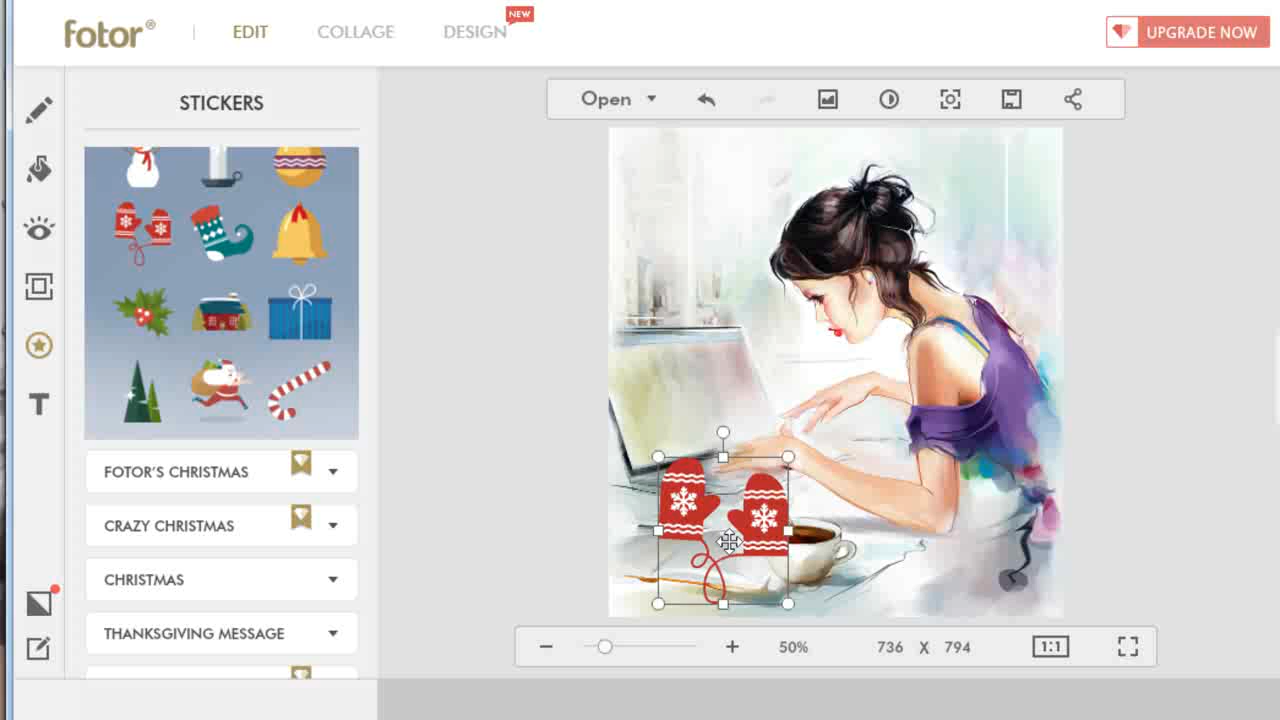 fotor®
EDIT
COLLAGE
DESIGN
NEW
UPGRADE NOW
STICKERS
Open
T
FOTOR'S CHRISTMAS
CRAZY CHRISTMAS
CHRISTMAS
THANKSGIVING MESSAGE
50%
736 X 794
1:1